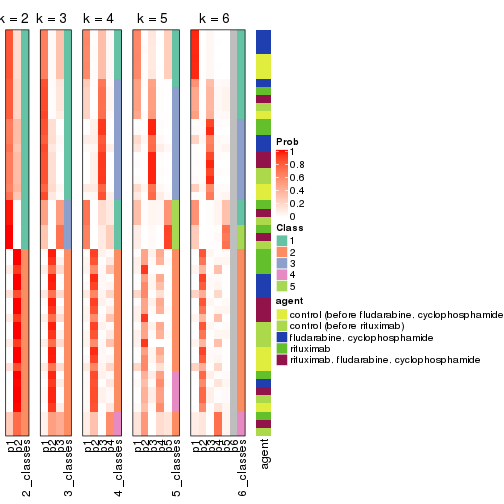 k = 2 k = 3 k = 4 k = 5 k = 6
Prob
1
0.8
0.6
0.4
0.2
0
Class
1
2
3
4
5
agent
control (before fludarabine. cyclophosphamide
control (before rituximab)
fludarabine. cyclophosphamide
rituximab
rituximab. fludarabine. cyclophosphamide
p1
p2
2_classes
p1
p2
p3
3_classes
p1
p2
p3
p4
4_classes
p1
p2
p3
p4
p5
5_classes
p1
p2
p3
p4
p5
p6
6_classes
agent